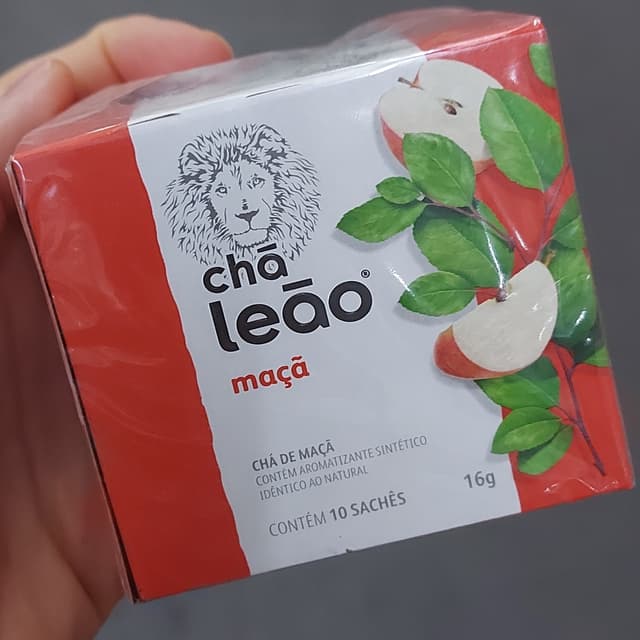 chá
leão®
maçã
CHÁ DE MAÇÃ
CONTÉM AROMATIZANTE SINTÉTICO
IDÊNTICO AO NATURAL
CONTÉM 10 SACHÊS
16g